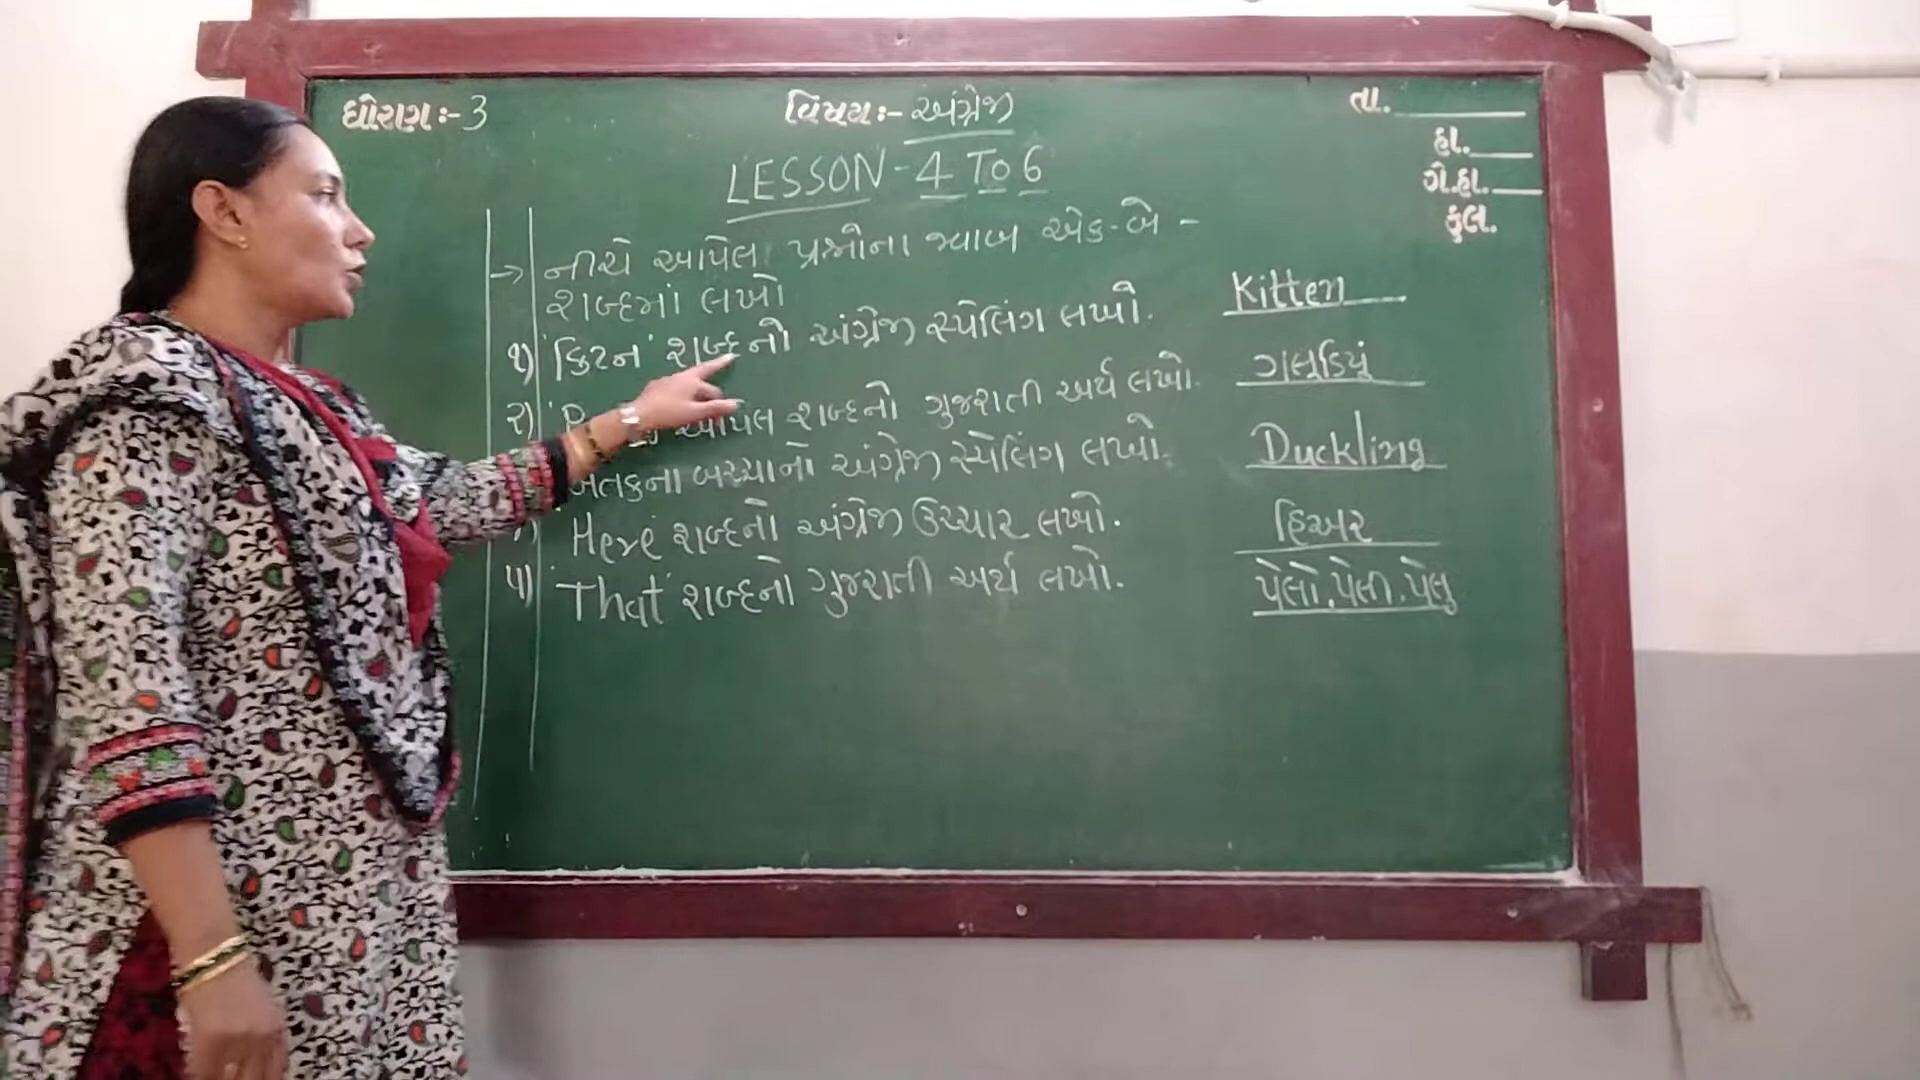 ધોરણ:- 3
વિષય:- અંગ્રેજી
તા.
હા.
ગે.હા.
કુલ.
LESSON - 4 To 6
→ નીચે આપેલ પ્રશ્નોના જવાબ એક-બે -
શબ્દમાં લખો
૧) 'કિટન' શબ્દનો અંગ્રેજી સ્પેલિંગ લખો. Kitten
૨) આપેલ શબ્દનો ગુજરાતી અર્થ લખો. ગલૂડિયું
બતકના બચ્ચાનો અંગ્રેજી સ્પેલિંગ લખો. Duckling
'Here' શબ્દનો અંગ્રેજી ઉચ્ચાર લખો. હિઅર
૫) 'That' શબ્દનો ગુજરાતી અર્થ લખો. પેલો.પેલી.પેલુ